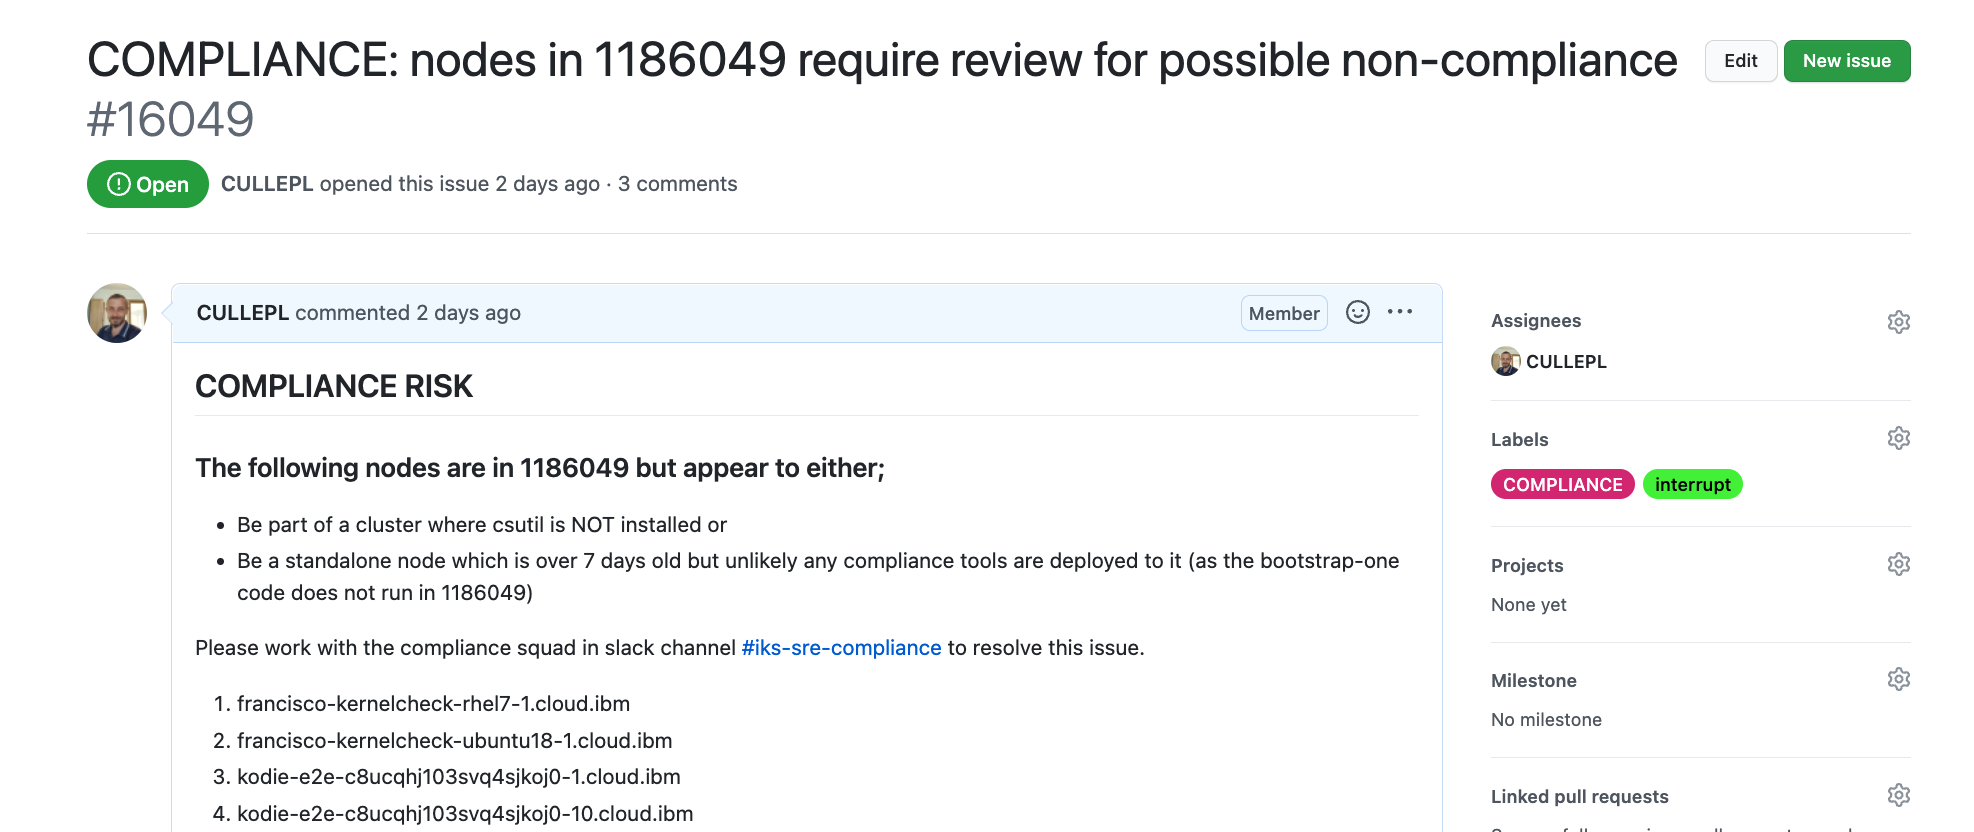 COMPLIANCE: nodes in 1186049 require review for possible non-compliance
#16049
Edit
New issue
Open
CULLEPL opened this issue 2 days ago · 3 comments
CULLEPL commented 2 days ago
Member
COMPLIANCE RISK
The following nodes are in 1186049 but appear to either;
• Be part of a cluster where csutil is NOT installed or
• Be a standalone node which is over 7 days old but unlikely any compliance tools are deployed to it (as the bootstrap-one
code does not run in 1186049)
Please work with the compliance squad in slack channel #iks-sre-compliance to resolve this issue.
1. francisco-kernelcheck-rhel7-1.cloud.ibm
2. francisco-kernelcheck-ubuntu18-1.cloud.ibm
3. kodie-e2e-c8ucqhj103svq4sjkoj0-1.cloud.ibm
4. kodie-e2e-c8ucqhj103svq4sjkoj0-10.cloud.ibm
Assignees
CULLEPL
Labels
COMPLIANCE interrupt
Projects
None yet
Milestone
No milestone
Linked pull requests